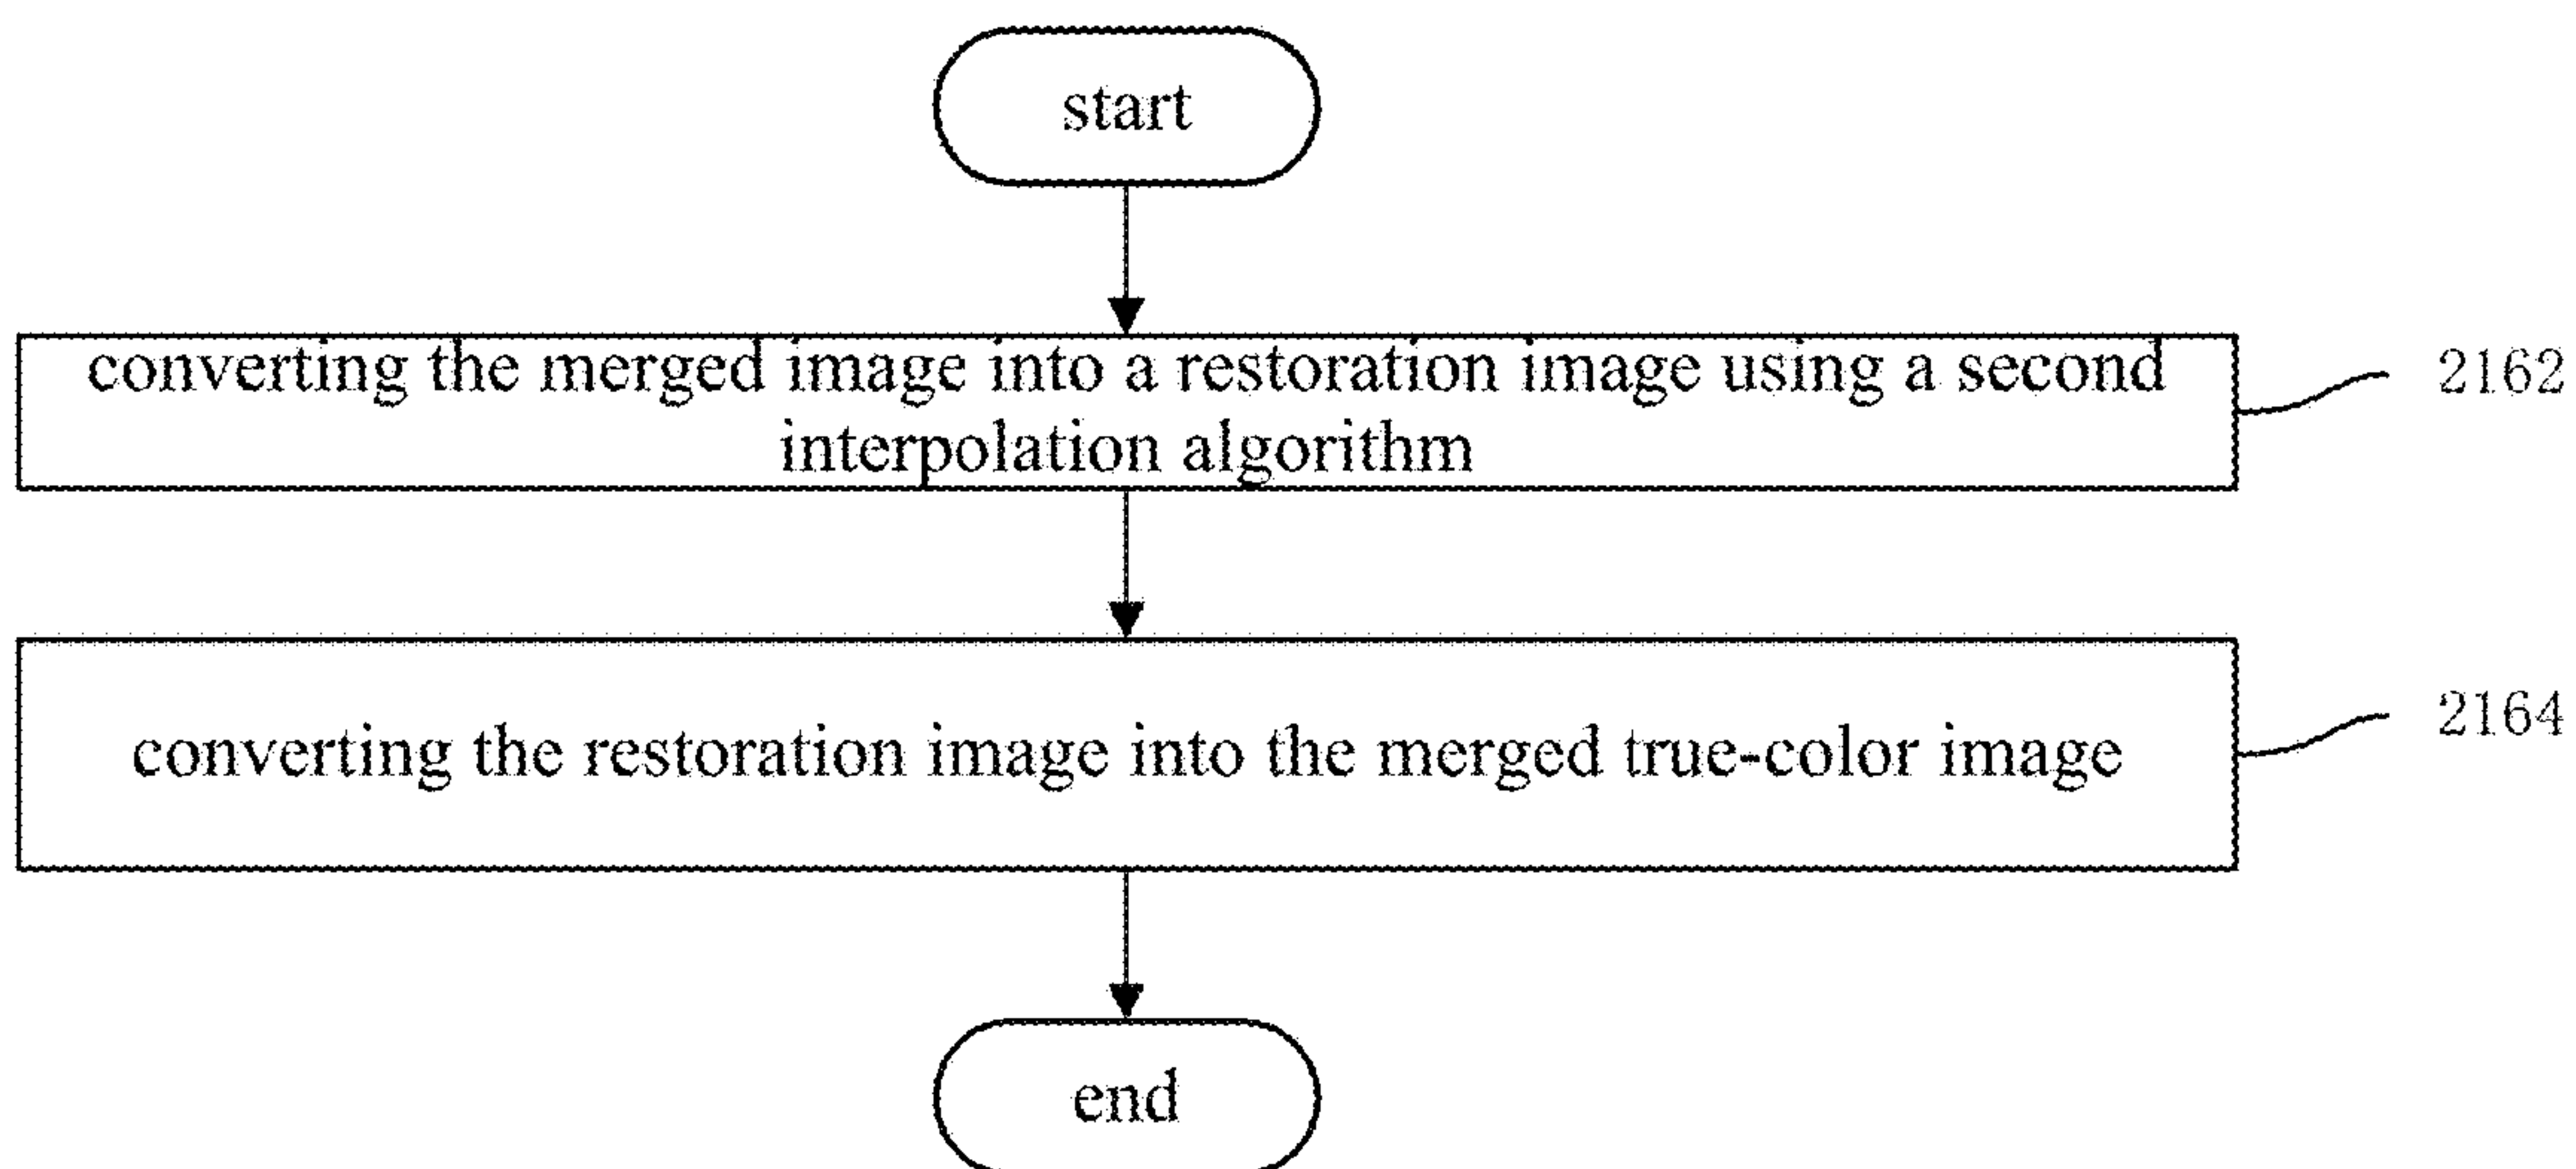 start
converting the merged image into a restoration image using a second
interpolation algorithm
2162
converting the restoration image into the merged true-color image
2164
end